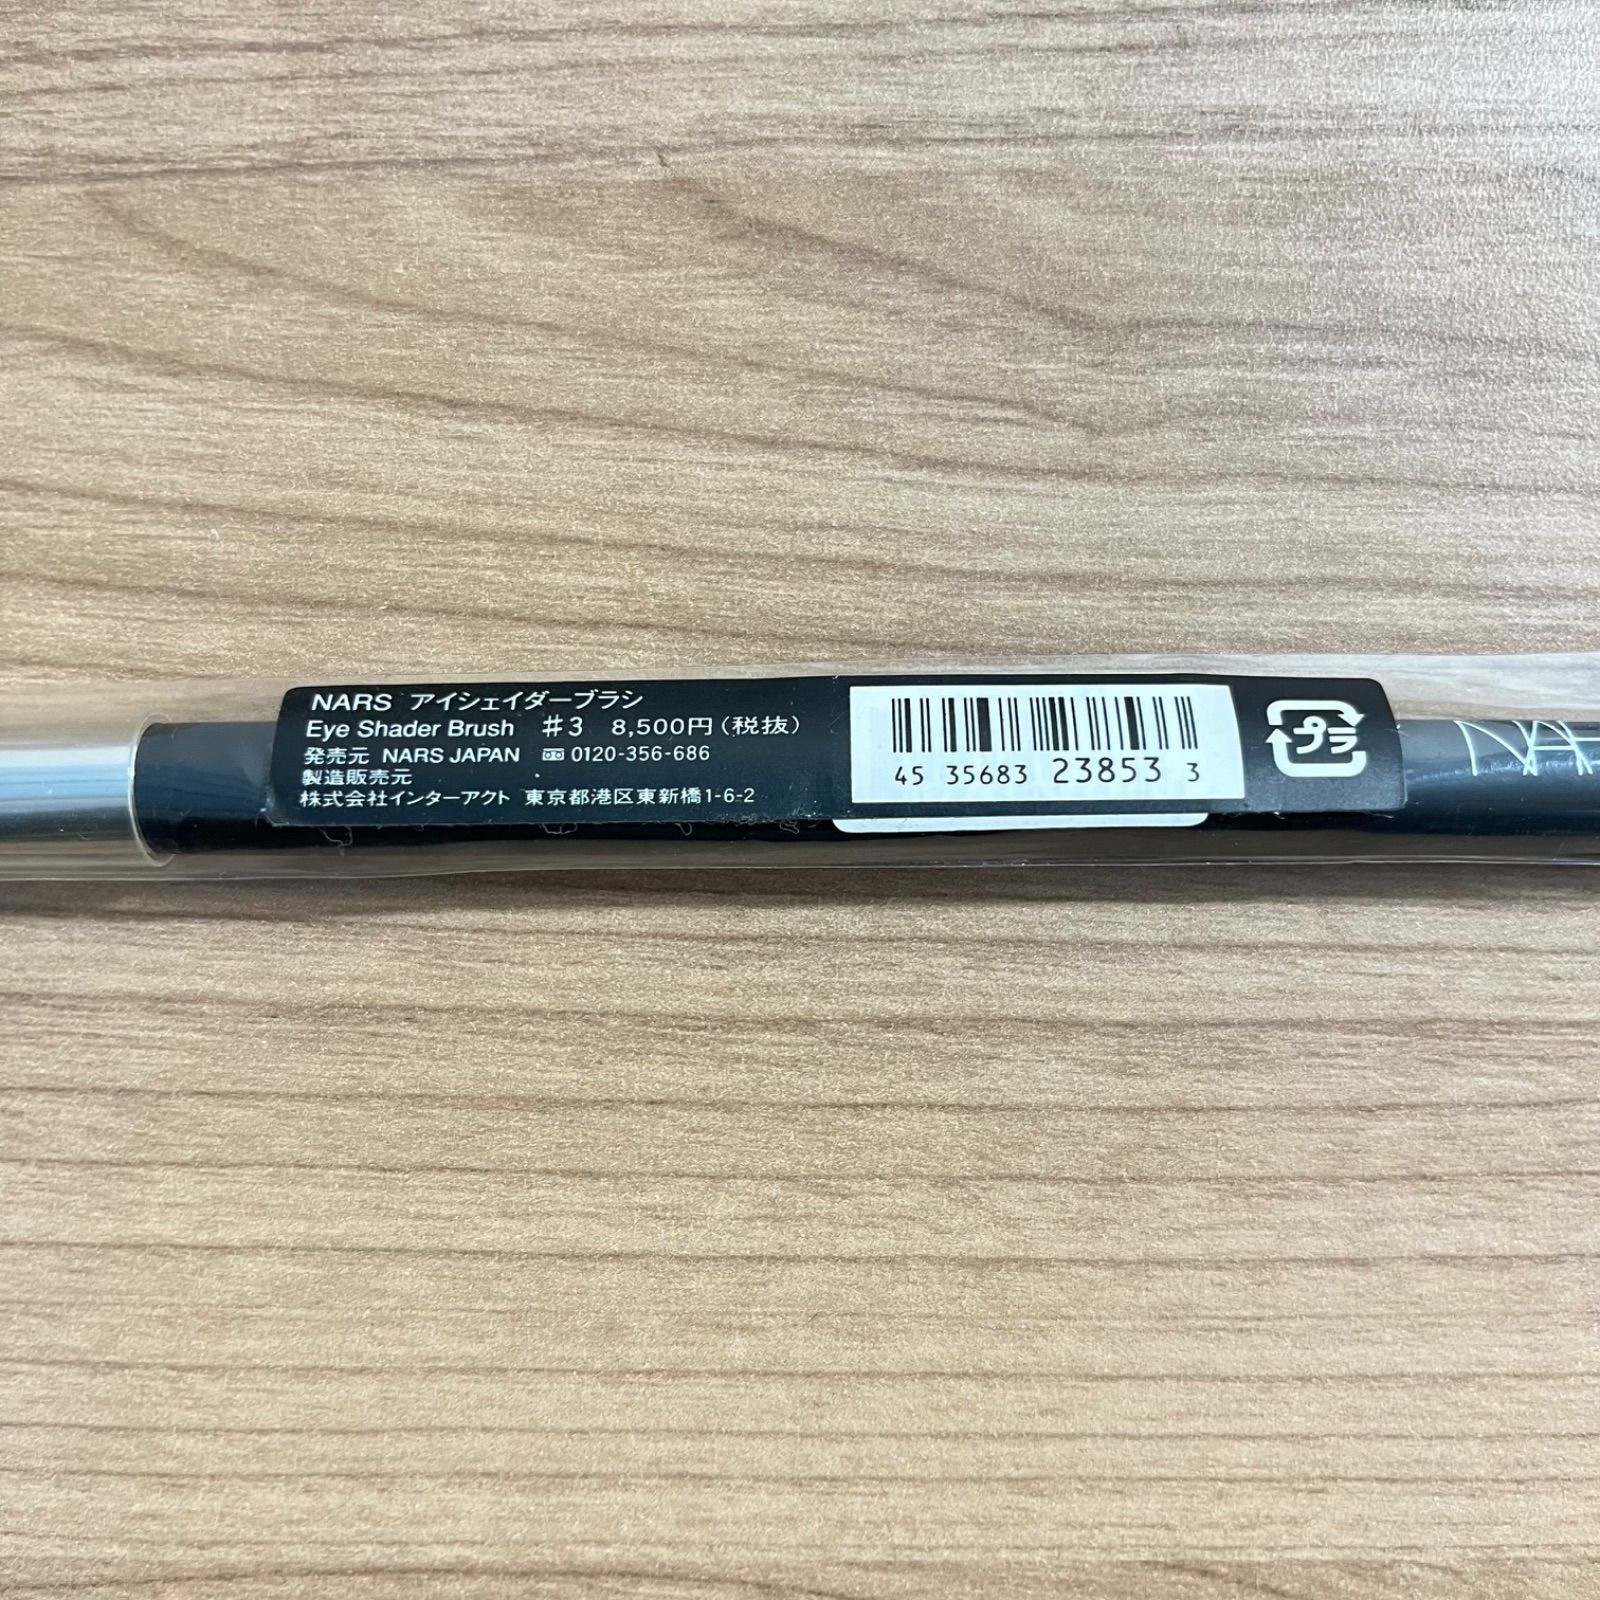 NARS アイシェイダーブラシ
Eye Shader Brush #3 8,500円(税抜)
発売元 NARS JAPAN 0120-356-686
製造販売元
株式会社インターアクト 東京都港区東新橋1-6-2
45 35683 23853 3
プラ
NA